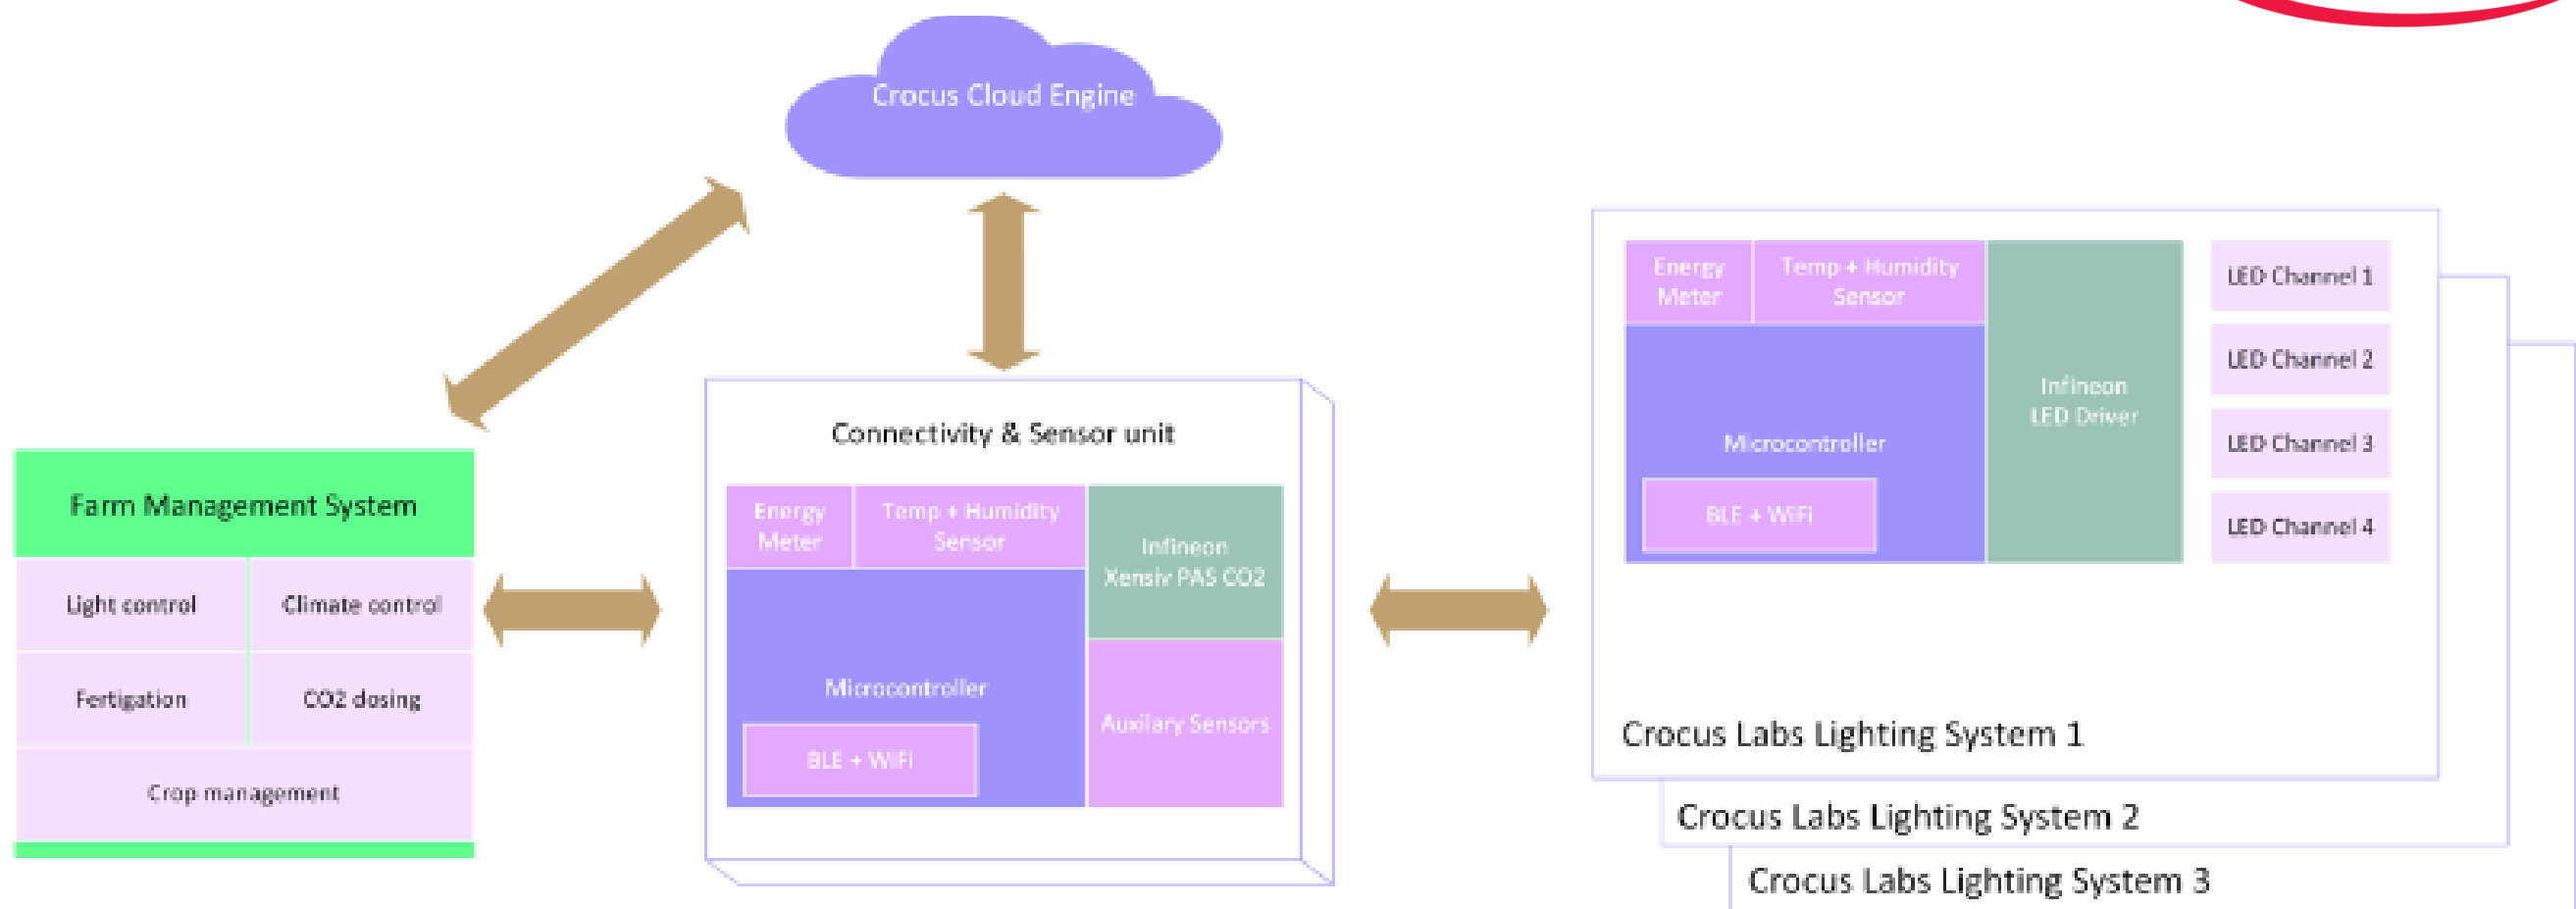 Crocus Cloud Engine
Farm Management System
Light control
Climate control
Fertigation
CO2 dosing
Crop management
Connectivity & Sensor unit
Energy
Meter
Temp + Humidity
Sensor
Infineon
Xensiv PAS CO2
Microcontroller
BLE + WiFi
Auxilary Sensors
Energy
Meter
Temp + Humidity
Sensor
Infineon
LED Driver
Microcontroller
BLE + WiFi
LED Channel 1
LED Channel 2
LED Channel 3
LED Channel 4
Crocus Labs Lighting System 1
Crocus Labs Lighting System 2
Crocus Labs Lighting System 3